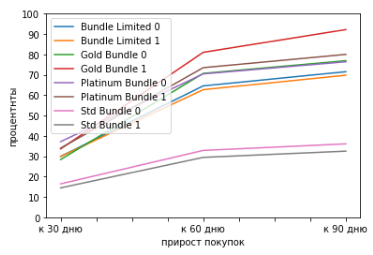 100
90
80
70
60
50
40
30
20
10
0
процентнты
Bundle Limited 0
Bundle Limited 1
Gold Bundle 0
Gold Bundle 1
Platinum Bundle 0
Platinum Bundle 1
Std Bundle 0
Std Bundle 1
к 30 дню
к 60 дню
к 90 дню
прирост покупок